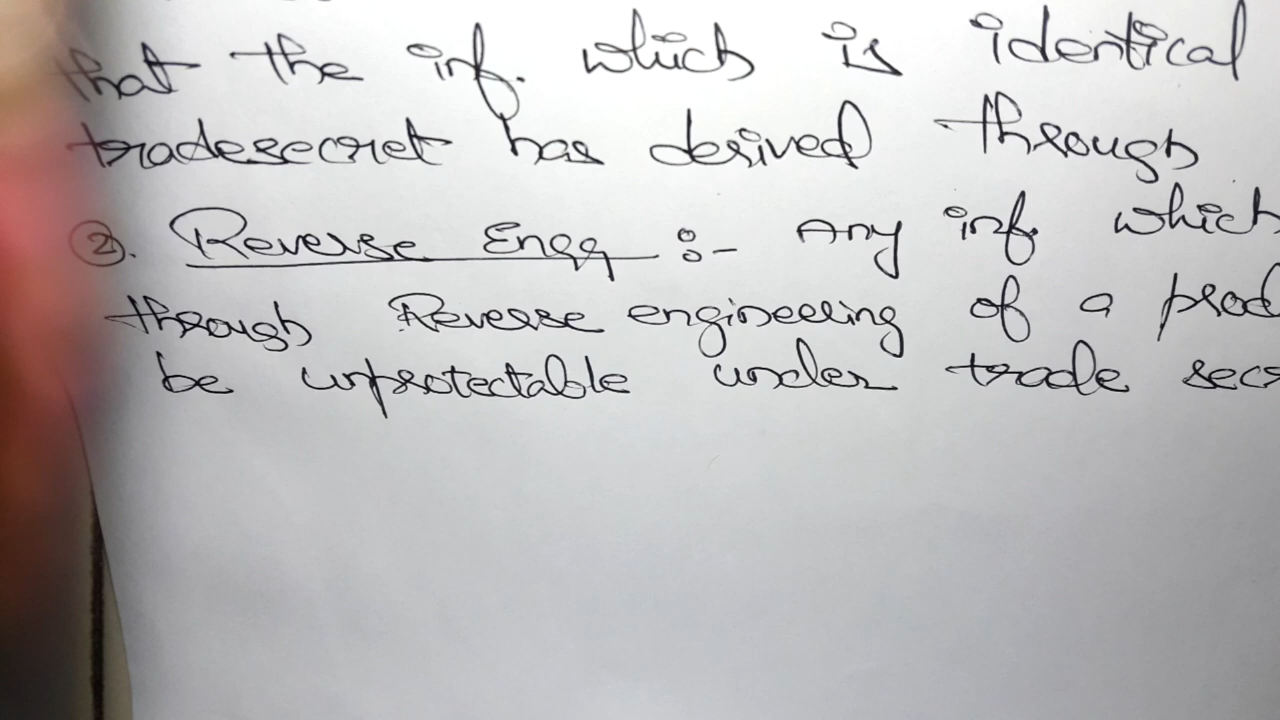 that the inf. which is identical
tradesecret has derived through
②. Reverse Engg :- Any inf. which
through Reverse engineering of a prod
be unprotectable under trade secr